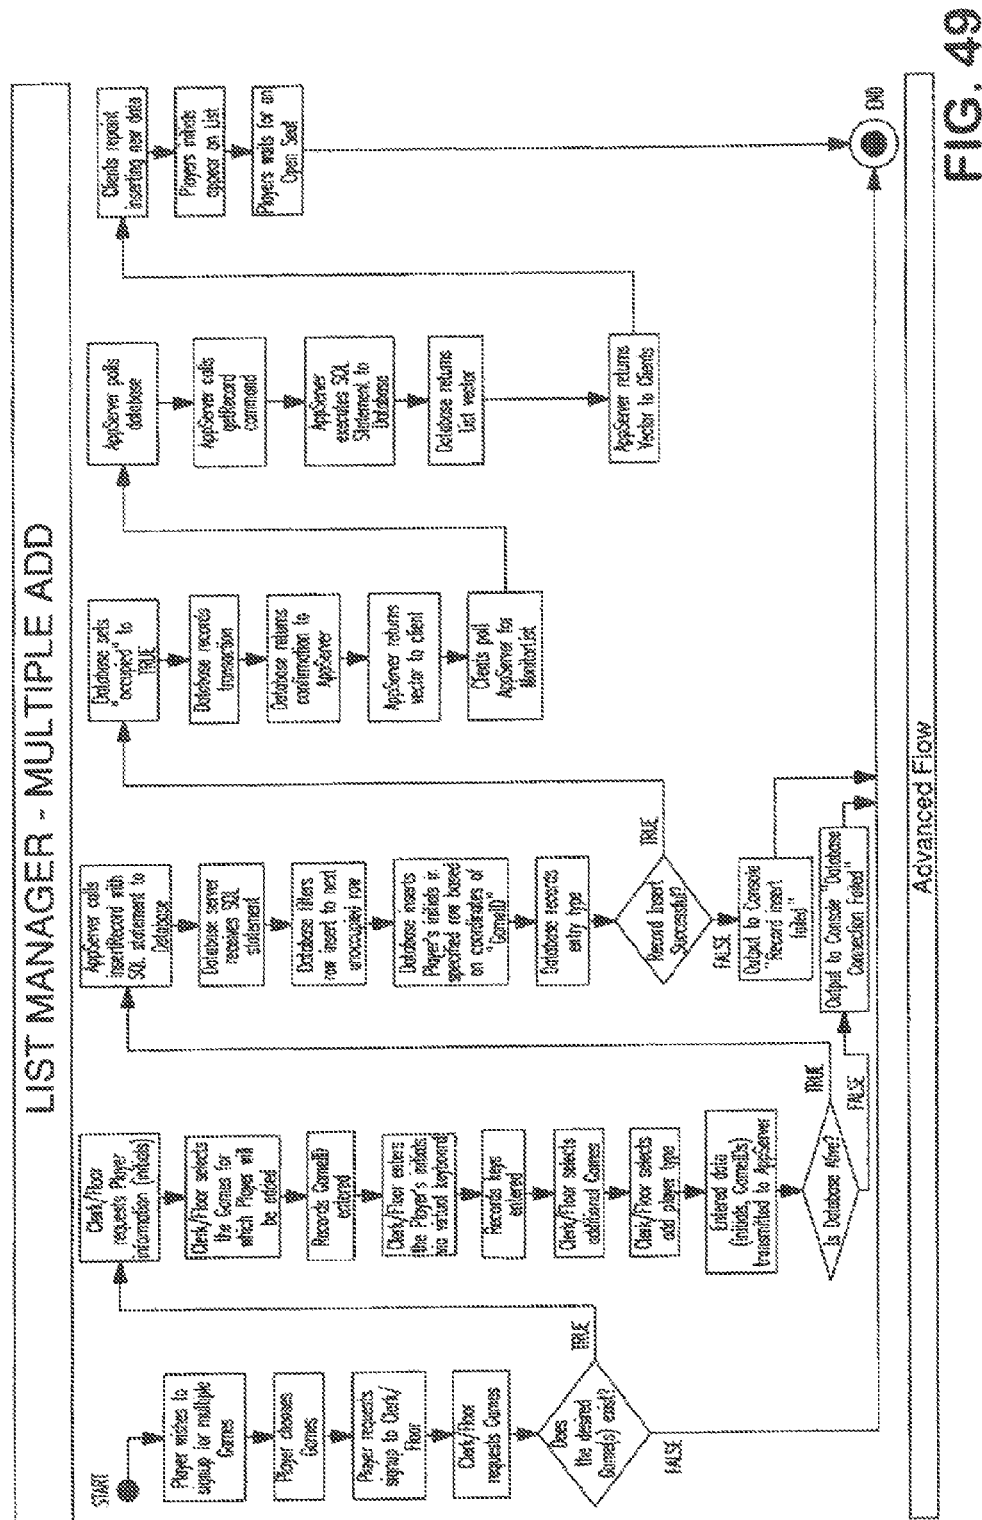 LIST MANAGER - MULTIPLE ADD
START
Player wishes to
signup for multiple
Games
Player chooses
Games
Player requests
signup to Clerk/
Floor
Clerk/Floor
requests Games
Does
the desired
Game(s) exist?
TRUE
FALSE
Clerk/Floor
requests Player
information (initials)
Clerk/Floor selects
the Games for
which Player will
be added
Records GameID
entered
Clerk/Floor enters
the Player's initials
via virtual keyboard
Records keys
entered
Clerk/Floor selects
additional Games
Clerk/Floor selects
add player type
Entered data
(initials, GameIDs)
transmitted to AppServer
Is Database Alive?
TRUE
FALSE
AppServer calls
insertRecord with
SQL statement to
Database
Database server
receives SQL
statement
Database filters
row insert to next
unoccupied row
Database inserts
Player's initials in
specified row based
on coordinates of
"GameID"
Database records
entry type
Record Insert
Successful?
TRUE
FALSE
Output to Console
"Record insert
failed"
Output to Console "Database
Connection Failed"
Database sets
"occupied" to
TRUE
Database records
transaction
Database returns
confirmation to
AppServer
AppServer returns
vector to client
Clients poll
AppServer for
MonitorList
AppServer polls
database
AppServer calls
getRecord
command
AppServer
executes SQL
Statement to
Database
Database returns
List vector
AppServer returns
Vector to Clients
Clients repaint
inserting new data
Players initials
appear on List
Players waits for an
Open Seat
END
Advanced Flow
FIG. 49